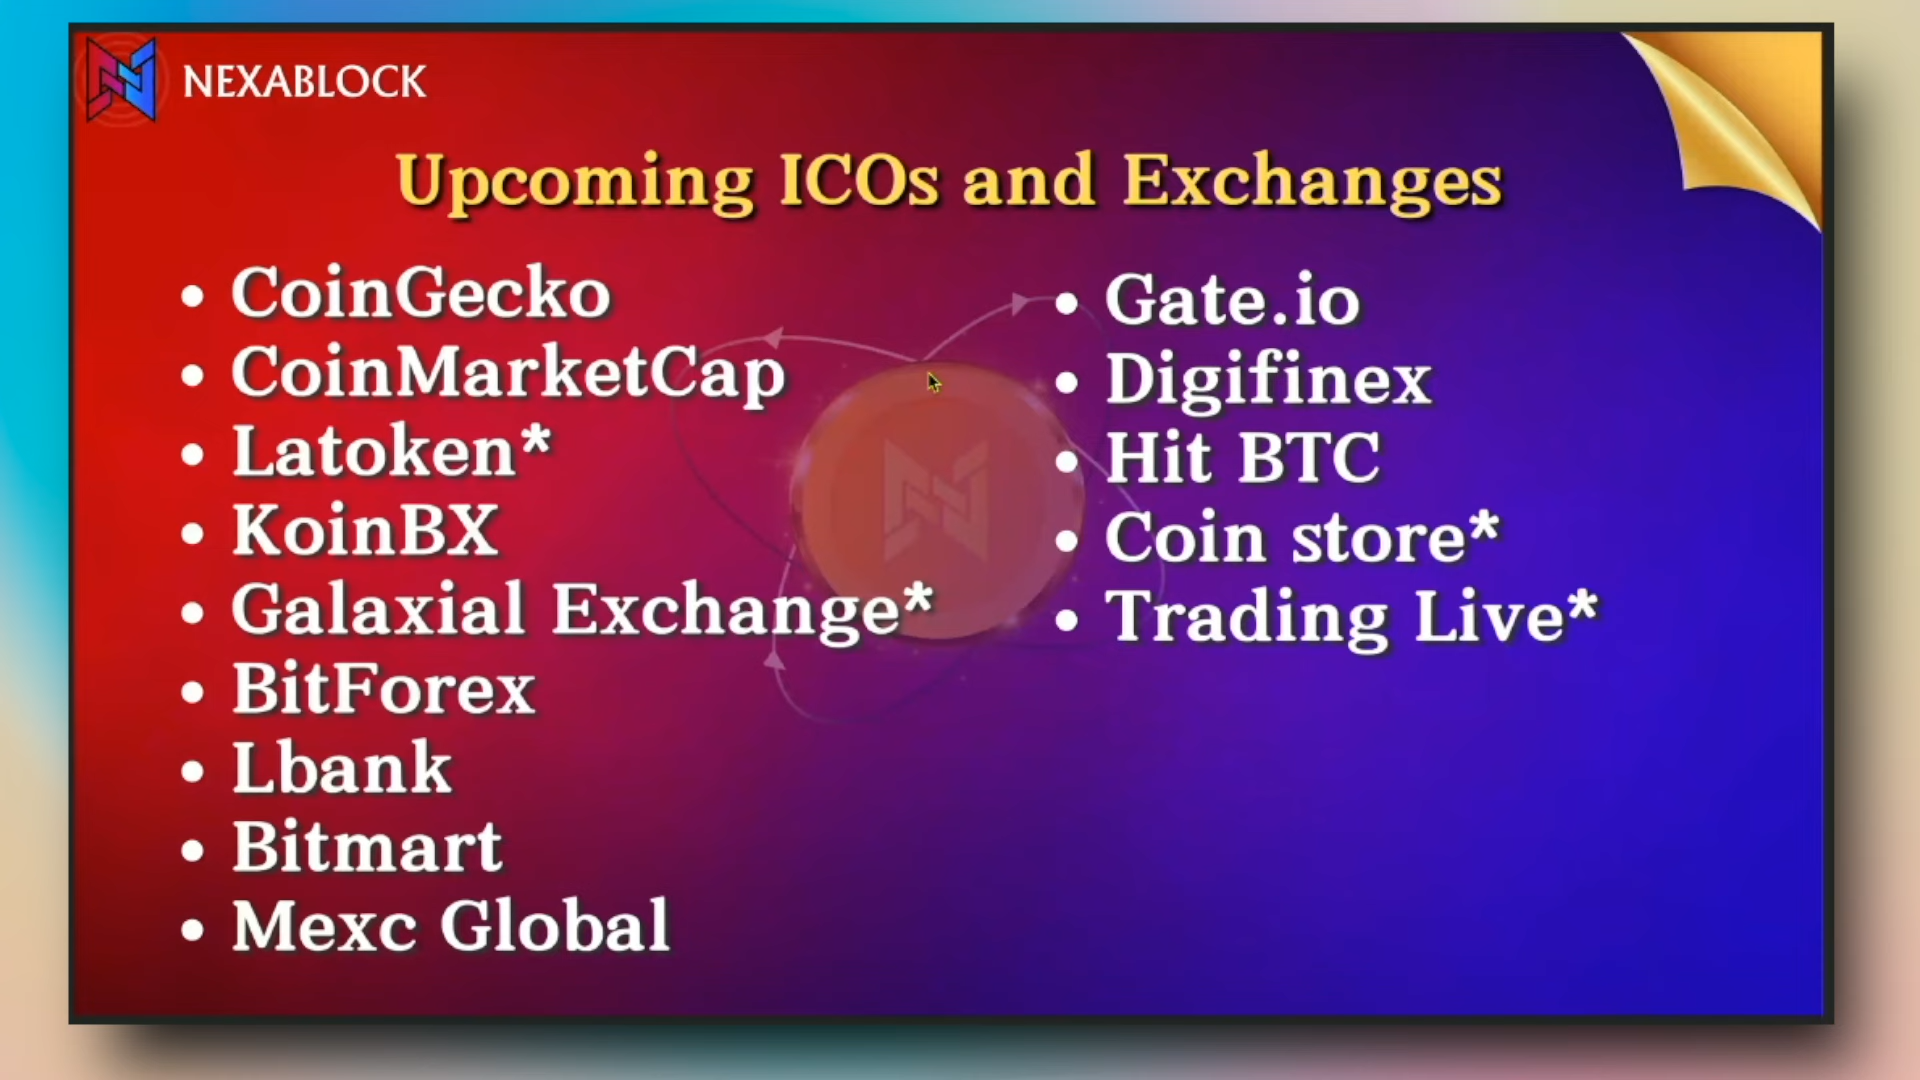 NEXABLOCK
Upcoming ICOs and Exchanges
• CoinGecko
• CoinMarketCap
• Latoken*
• KoinBX
• Galaxial Exchange*
• BitForex
• Lbank
• Bitmart
• Mexc Global
• Gate.io
• Digifinex
• Hit BTC
• Coin store*
• Trading Live*